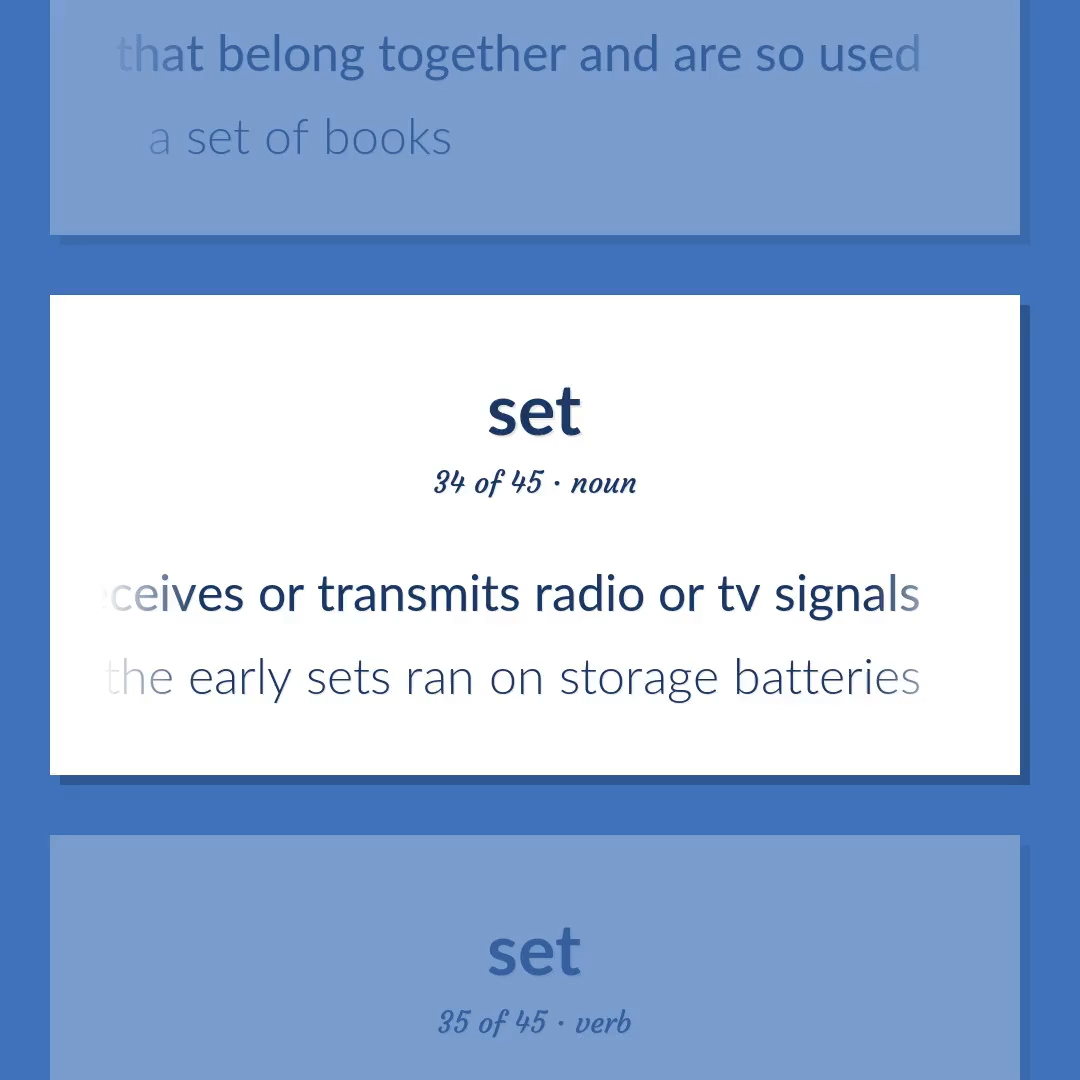 that belong together and are so used
a set of books
set
34 of 45 · noun
or transmits radio or tv signals
the early sets ran on storage batteries
set
35 of 45 · verb